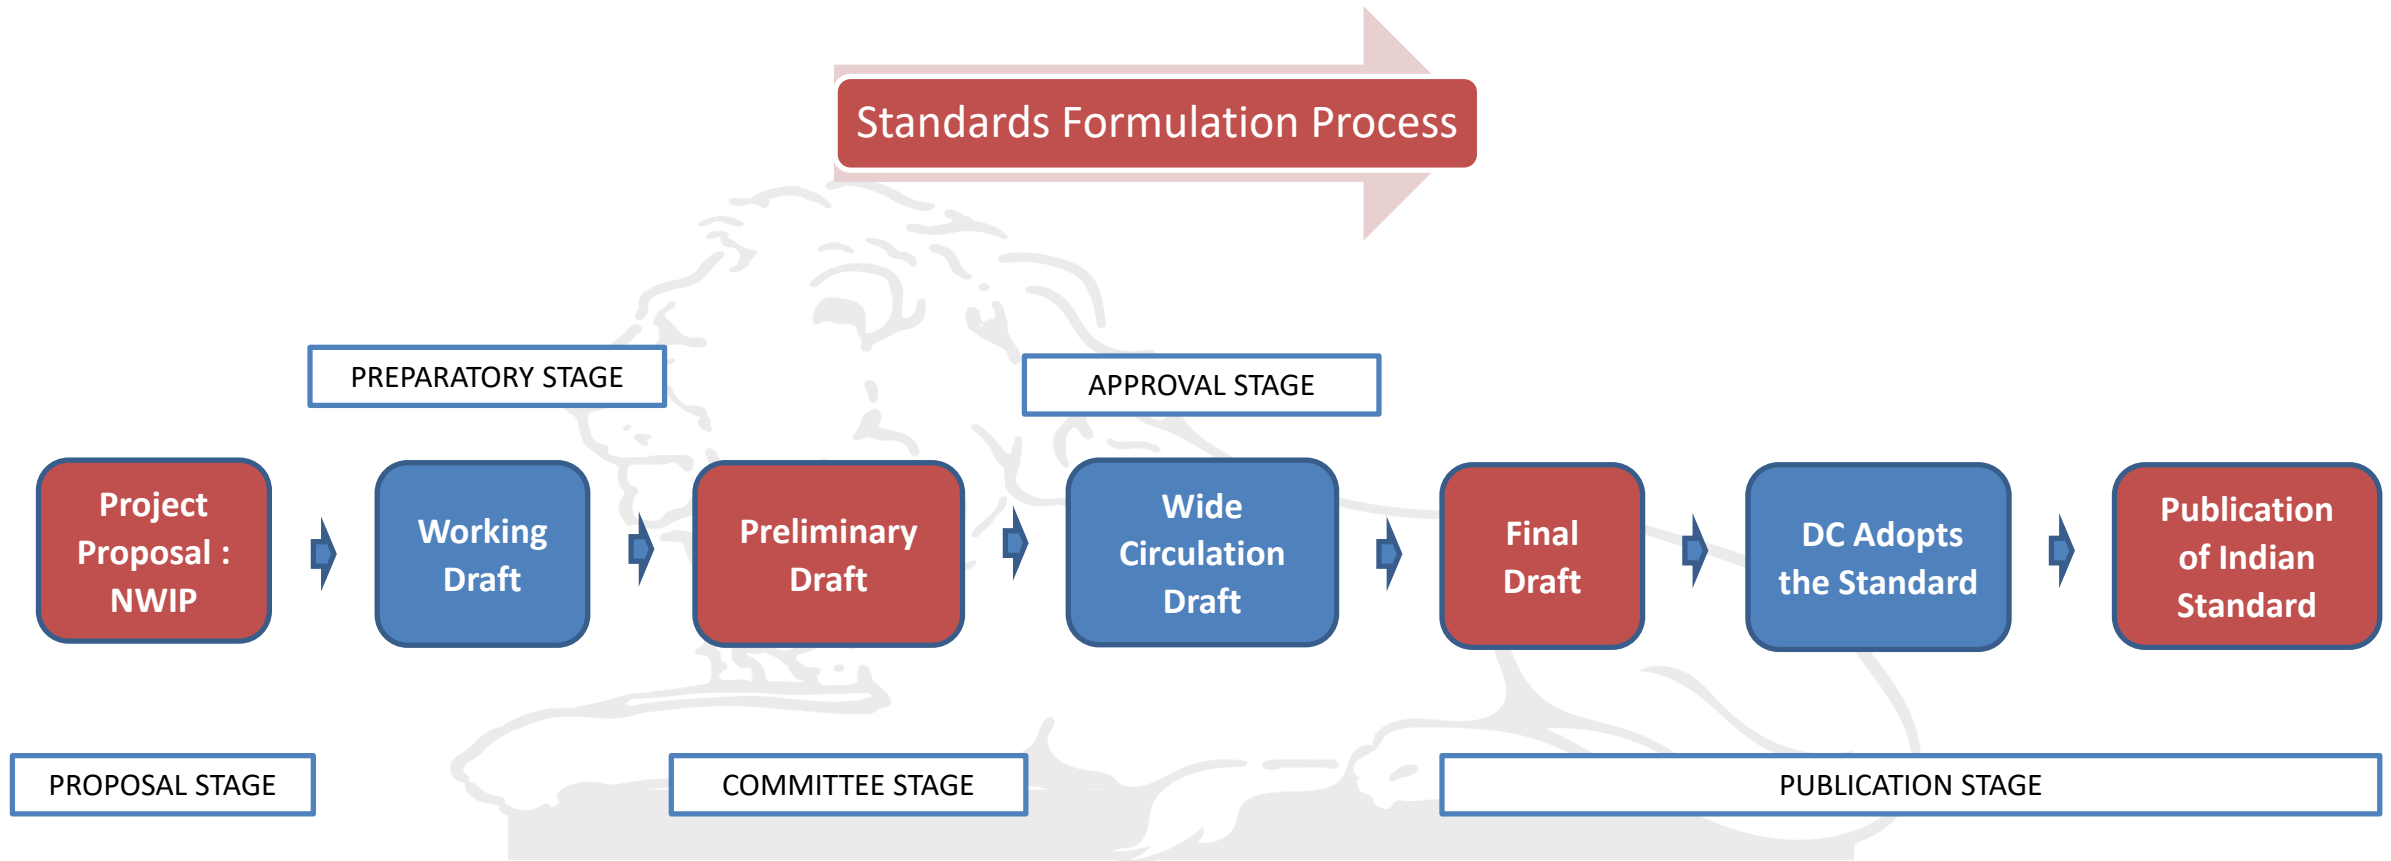 Standards Formulation Process
PREPARATORY STAGE
APPROVAL STAGE
Project
Proposal :
NWIP
Working
Draft
Preliminary
Draft
Wide
Circulation
Draft
Final
Draft
DC Adopts
the Standard
Publication
of Indian
Standard
PROPOSAL STAGE
COMMITTEE STAGE
PUBLICATION STAGE